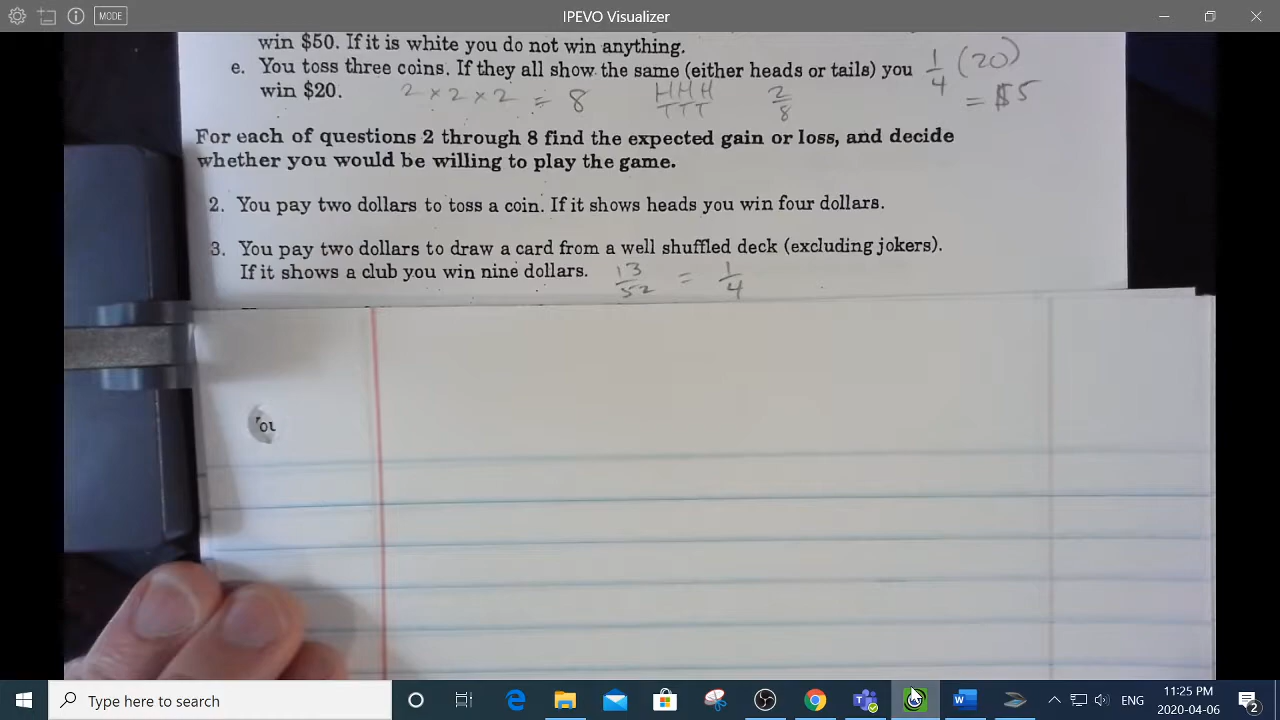 MODE
IPEVO Visualizer
win $50. If it is white you do not win anything.
e. You toss three coins. If they all show the same (either heads or tails) you
win $20.
2 × 2 × 2 = 8
HHH
TTT
2/8
1/4 (20)
= $5
For each of questions 2 through 8 find the expected gain or loss, and decide
whether you would be willing to play the game.
2. You pay two dollars to toss a coin. If it shows heads you win four dollars.
3. You pay two dollars to draw a card from a well shuffled deck (excluding jokers).
If it shows a club you win nine dollars.
13/52 = 1/4
Type here to search
ENG
11:25 PM
2020-04-06
2